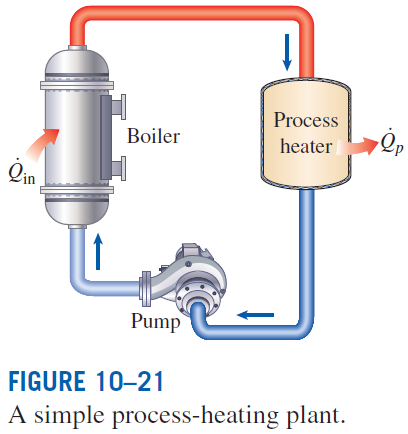 Process
heater
Q̇p
Boiler
Q̇in
Pump
FIGURE 10–21
A simple process-heating plant.